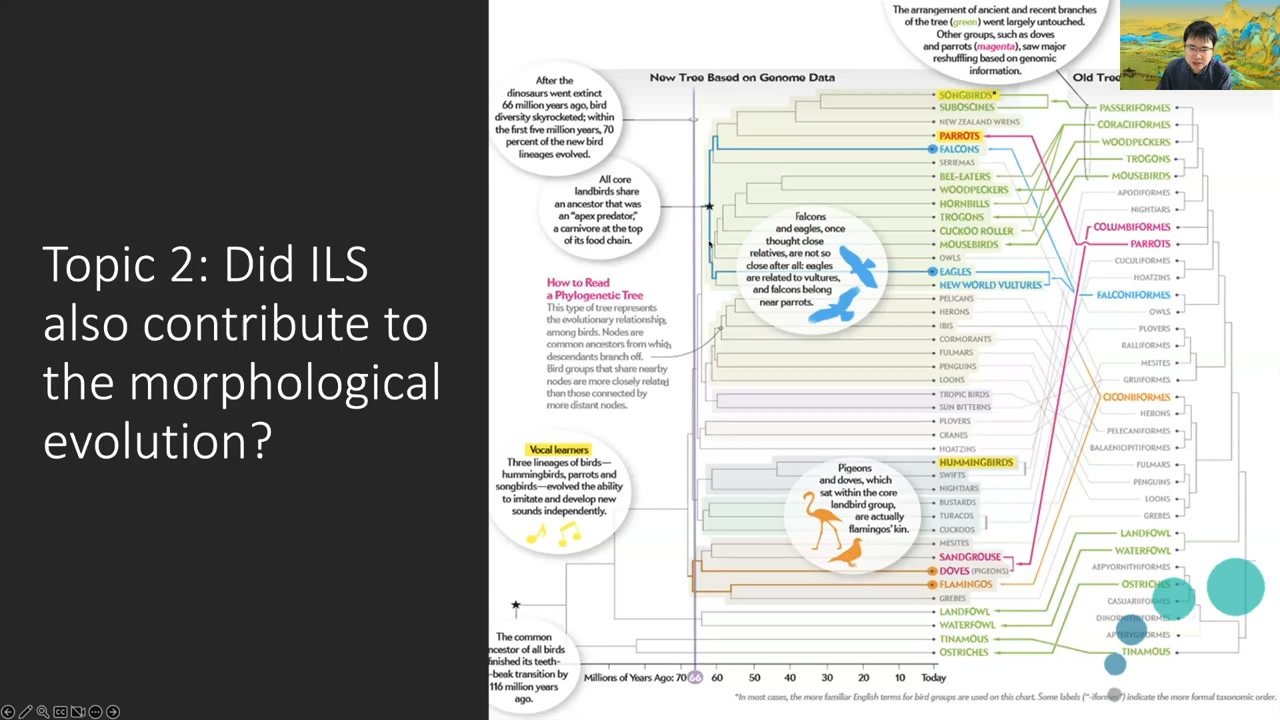 Topic 2: Did ILS
also contribute to
the morphological
evolution?
The arrangement of ancient and recent branches
of the tree (green) went largely untouched.
Other groups, such as doves
and parrots (magenta), saw major
reshuffling based on genomic
information.
After the
dinosaurs went extinct
66 million years ago, bird
diversity skyrocketed; within
the first five million years, 70
percent of the new bird
lineages evolved.
All core
landbirds share
an ancestor that was
an “apex predator,”
a carnivore at the top
of its food chain.
How to Read
a Phylogenetic Tree
This type of tree represents
the evolutionary relationship,
among birds. Nodes are
common ancestors from which
descendants branch off.
Bird groups that share nearby
nodes are more closely related
than those connected by
more distant nodes.
Vocal learners
Three lineages of birds—
hummingbirds, parrots and
songbirds—evolved the ability
to imitate and develop new
sounds independently.
The common
ncestor of all birds
finished its teeth-
-beak transition by
116 million years
ago.
New Tree Based on Genome Data
SONGBIRDS*
SUBOSCINES
NEW ZEALAND WRENS
PARROTS
FALCONS
SERIEMAS
BEE-EATERS
WOODPECKERS
HORNBILLS
TROGONS
CUCKOO ROLLER
MOUSEBIRDS
OWLS
EAGLES
NEW WORLD VULTURES
PELICANS
HERONS
IBIS
CORMORANTS
FULMARS
PENGUINS
LOONS
TROPIC BIRDS
SUN BITTERNS
PLOVERS
CRANES
HOATZINS
HUMMINGBIRDS
SWIFTS
NIGHTJARS
BUSTARDS
TURACOS
CUCKOOS
MESITES
SANDGROUSE
DOVES (PIGEONS)
FLAMINGOS
GREBES
LANDFOWL
WATERFOWL
TINAMOUS
OSTRICHES
Falcons
and eagles, once
thought close
relatives, are not so
close after all: eagles
are related to vultures,
and falcons belong
near parrots.
Pigeons
and doves, which
sat within the core
landbird group,
are actually
flamingos’ kin.
Old Tree
PASSERIFORMES
CORACIIFORMES
WOODPECKERS
TROGONS
MOUSEBIRDS
APODIFORMES
NIGHTJARS
COLUMBIFORMES
PARROTS
CUCULIFORMES
HOATZINS
FALCONIFORMES
OWLS
PLOVERS
RALLIFORMES
MESITES
GRUIFORMES
CICONIIFORMES
HERONS
PELECANIFORMES
BALAENICIPITIFORMES
FULMARS
PENGUINS
LOONS
GREBES
LANDFOWL
WATERFOWL
AEPYORNITHIFORMES
OSTRICHES
CASUARIIFORMES
APTERYGIFORMES
TINAMOUS
Millions of Years Ago: 70 66 60 50 40 30 20 10 Today
*In most cases, the more familiar English terms for bird groups are used on this chart. Some labels (“-iformes”) indicate the more formal taxonomic order.